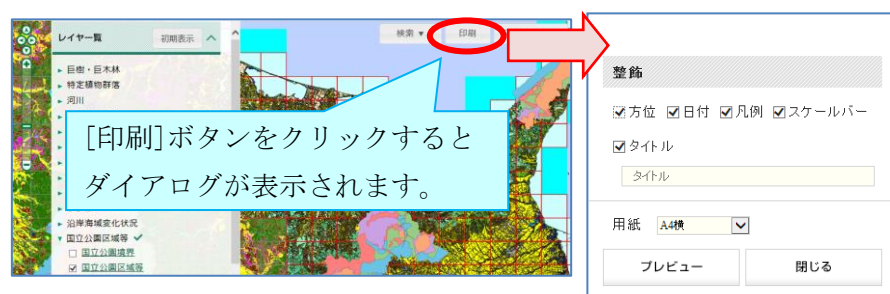 レイヤー一覧
初期表示
検索 ▼
印刷
巨樹・巨木林
特定植物群落
河川
[印刷]ボタンをクリックすると
ダイアログが表示されます。
沿岸海域変化状況
国立公園区域等
国立公園境界
国立公園区域等
整飾
方位 日付 凡例 スケールバー
タイトル
タイトル
用紙 A4横
プレビュー 閉じる